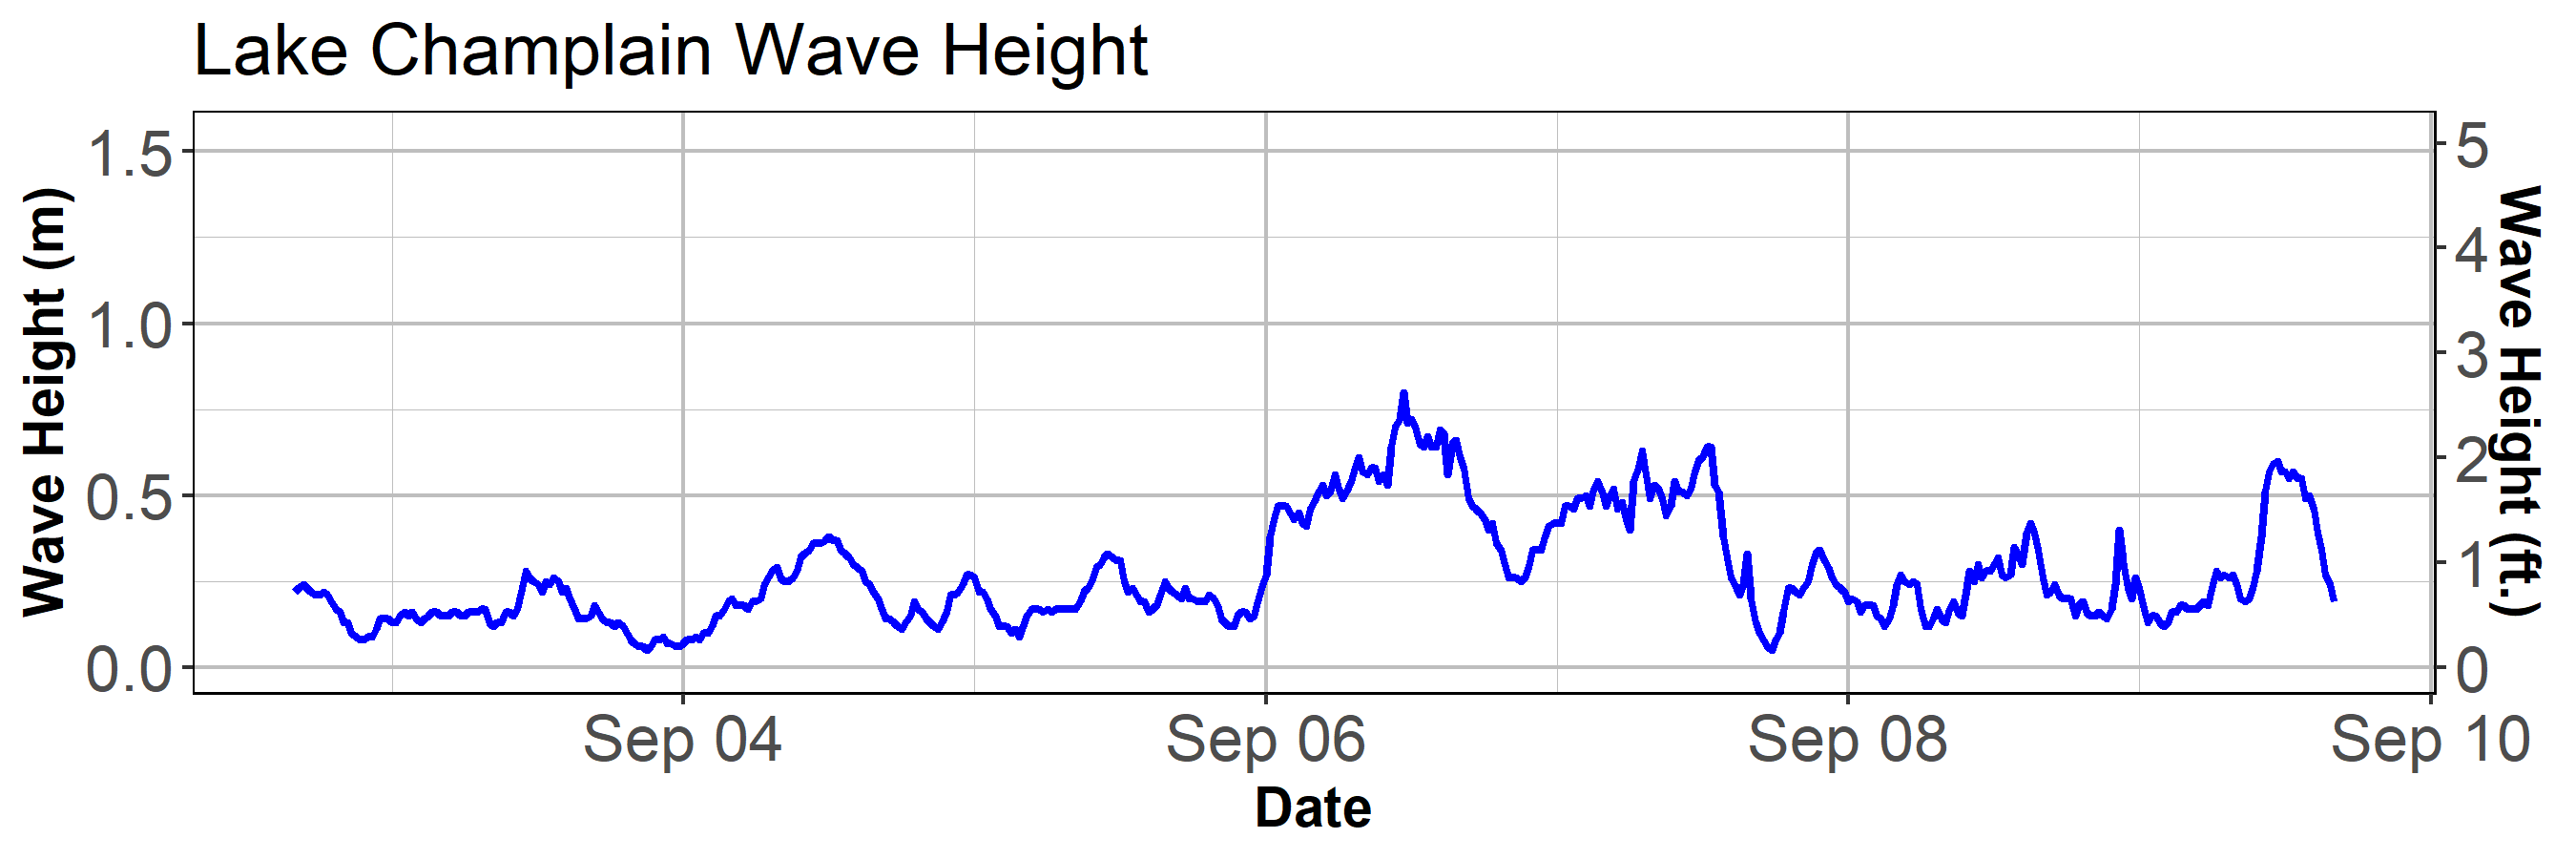 Lake Champlain Wave Height
Wave Height (m)
1.5
1.0
0.5
0.0
5
4
3
2
1
0
Wave Height (ft.)
Sep 04
Sep 06
Sep 08
Sep 10
Date